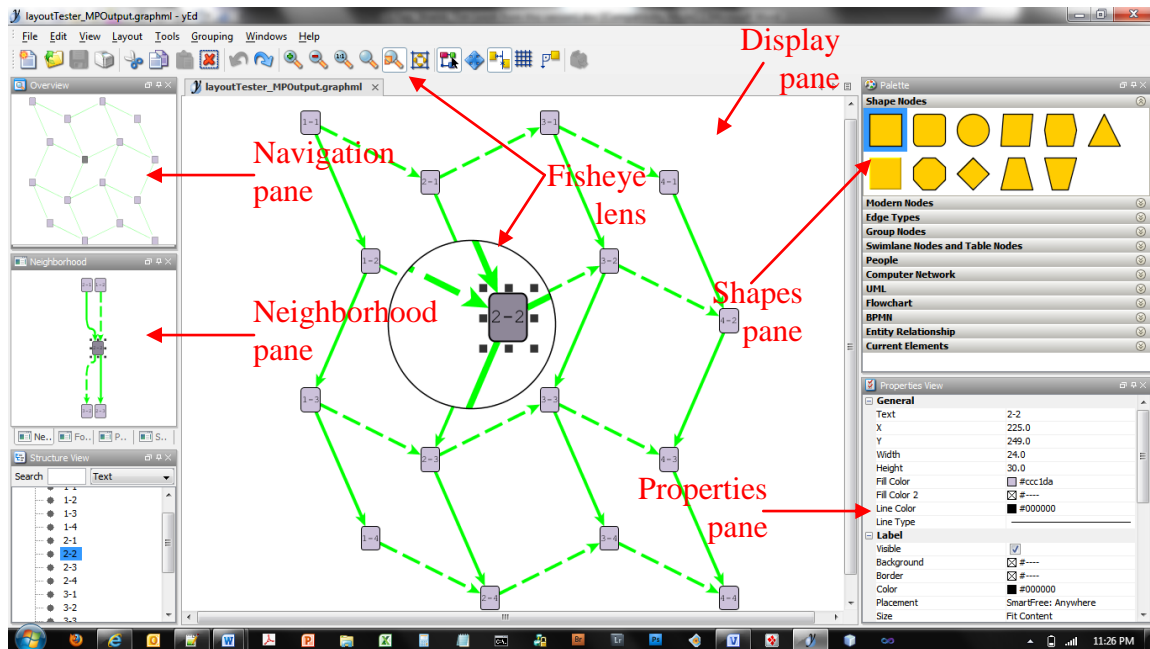 layoutTester_MPOutput.graphml - yEd
File Edit View Layout Tools Grouping Windows Help
Display
pane
Overview
layoutTester_MPOutput.graphml
Navigation
pane
Fisheye
lens
1-1
3-1
2-1
4-1
1-2
3-2
2-2
4-2
1-3
3-3
2-3
4-3
1-4
3-4
2-4
4-4
Neighborhood
Neighborhood
pane
Ne.. Fo.. P.. S..
Structure View
Search Text
1-1
1-2
1-3
1-4
2-1
2-2
2-3
2-4
3-1
3-2
3-3
Palette
Shape Nodes
Modern Nodes
Edge Types
Group Nodes
Swimlane Nodes and Table Nodes
People
Computer Network
UML
Flowchart
BPMN
Entity Relationship
Current Elements
Shapes
pane
Properties
pane
Properties View
General
Text 2-2
X 225.0
Y 249.0
Width 24.0
Height 30.0
Fill Color #ccc1da
Fill Color 2 #----
Line Color #000000
Line Type
Label
Visible
Background #----
Border #----
Color #000000
Placement SmartFree: Anywhere
Size Fit Content
11:26 PM